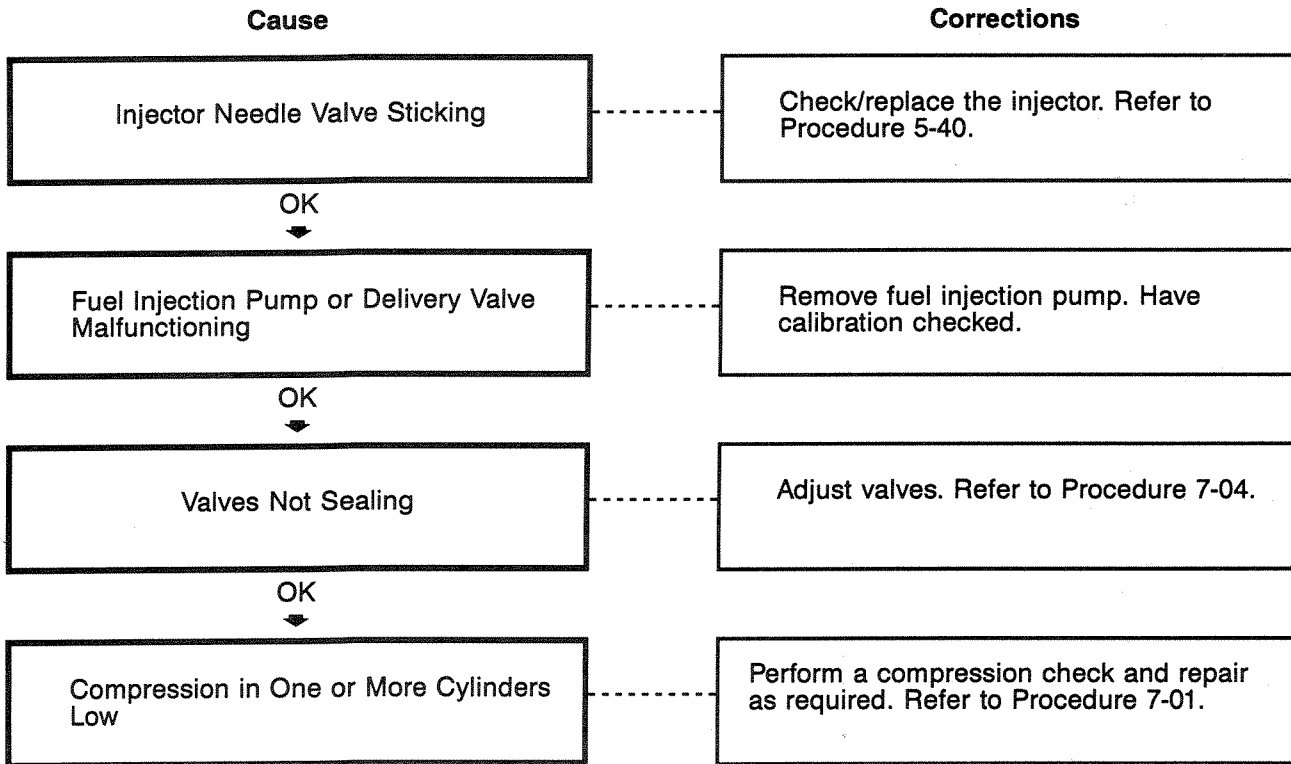 Cause
Corrections
Injector Needle Valve Sticking
Check/replace the injector. Refer to
Procedure 5-40.
OK
Fuel Injection Pump or Delivery Valve
Malfunctioning
Remove fuel injection pump. Have
calibration checked.
OK
Valves Not Sealing
Adjust valves. Refer to Procedure 7-04.
OK
Compression in One or More Cylinders
Low
Perform a compression check and repair
as required. Refer to Procedure 7-01.